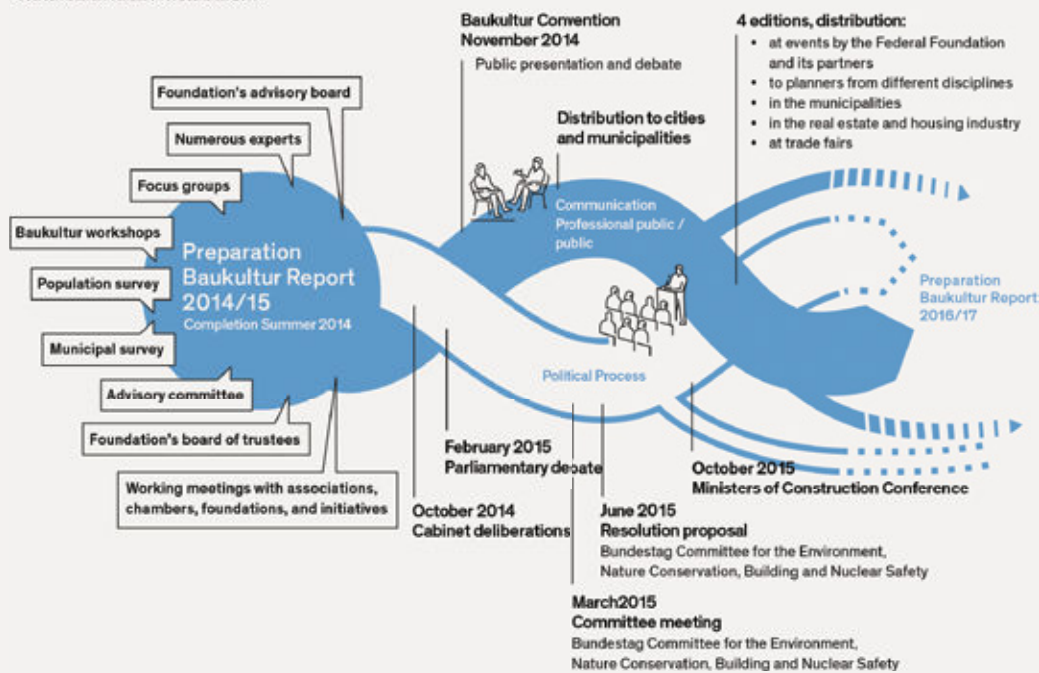 Baukultur Convention
November 2014
Public presentation and debate
4 editions, distribution:
• at events by the Federal Foundation
and its partners
• to planners from different disciplines
• in the municipalities
• in the real estate and housing industry
• at trade fairs
Foundation's advisory board
Numerous experts
Focus groups
Baukultur workshops
Population survey
Municipal survey
Advisory committee
Foundation's board of trustees
Working meetings with associations,
chambers, foundations, and initiatives
Preparation
Baukultur Report
2014/15
Completion Summer 2014
Distribution to cities
and municipalities
Communication
Professional public /
public
Political Process
Preparation
Baukultur Report
2016/17
October 2014
Cabinet deliberations
February 2015
Parliamentary debate
March2015
Committee meeting
Bundestag Committee for the Environment,
Nature Conservation, Building and Nuclear Safety
June 2015
Resolution proposal
Bundestag Committee for the Environment,
Nature Conservation, Building and Nuclear Safety
October 2015
Ministers of Construction Conference